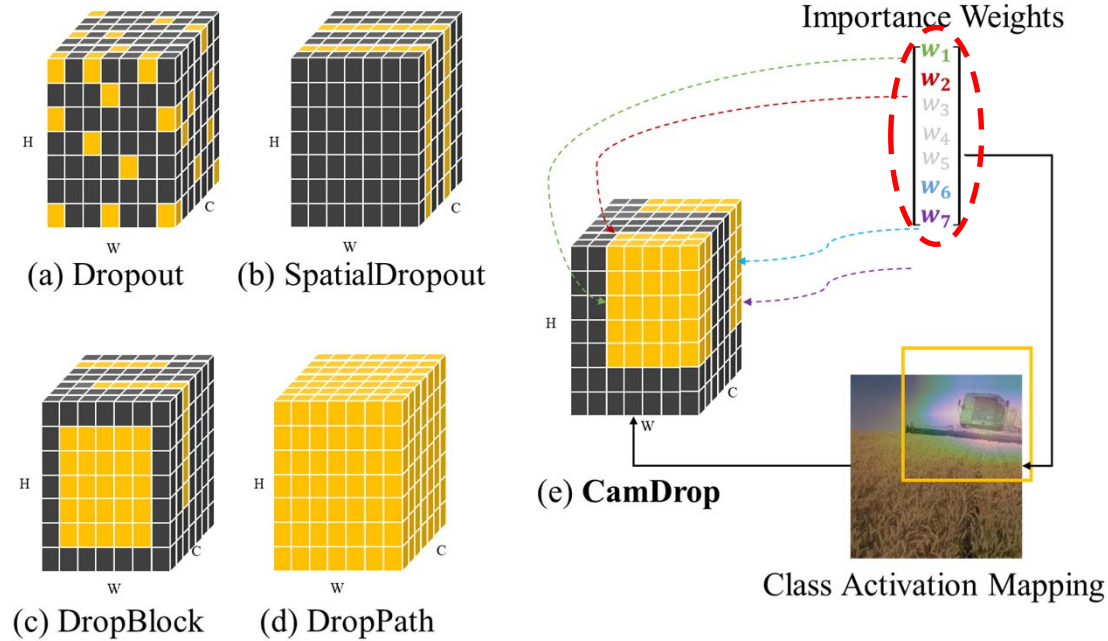 Importance Weights
w₁
w₂
w₃
w₄
w₅
w₆
w₇
H
C
W
(a) Dropout
H
C
W
(b) SpatialDropout
H
C
W
(c) DropBlock
H
C
W
(d) DropPath
H
C
W
(e) CamDrop
Class Activation Mapping